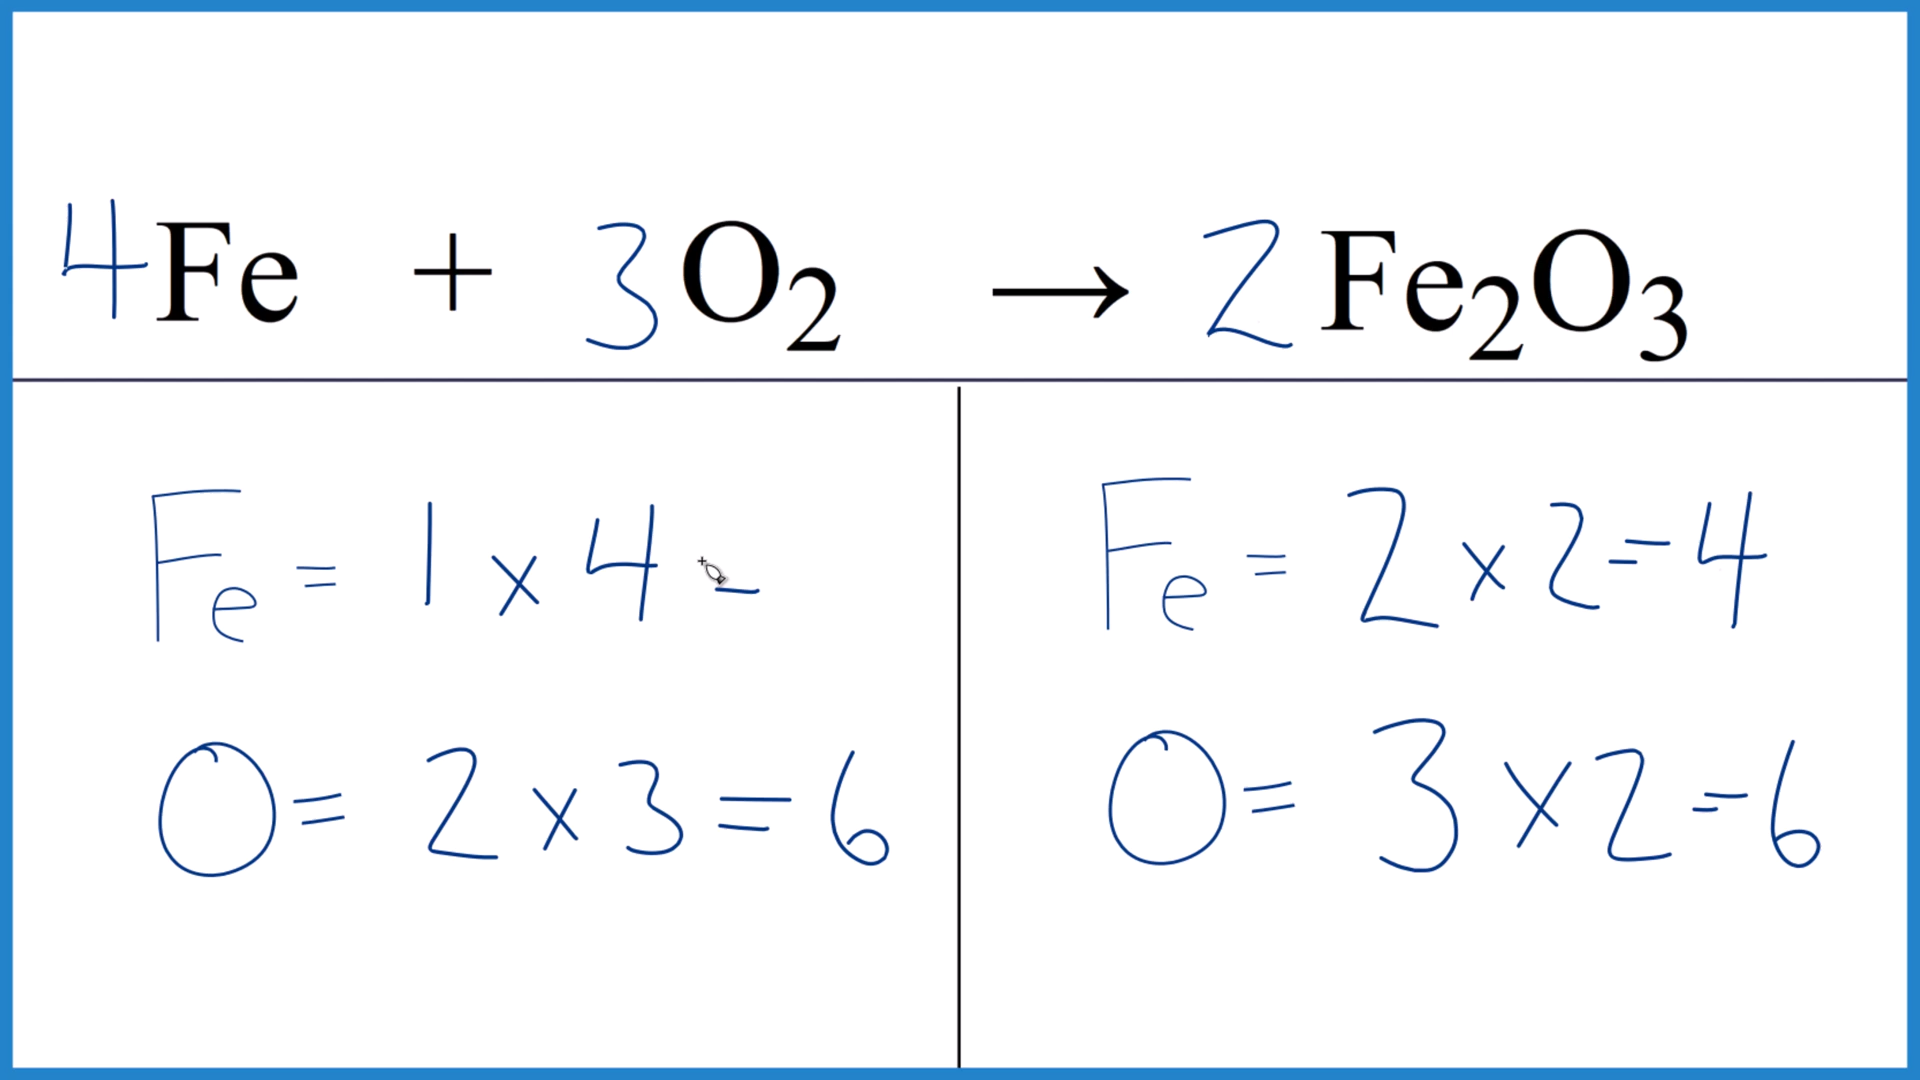 4Fe + 3O₂ → 2Fe₂O₃
Fe = 1 x 4 -
Fe = 2 x 2 = 4
O = 2 x 3 = 6
O = 3 x 2 = 6